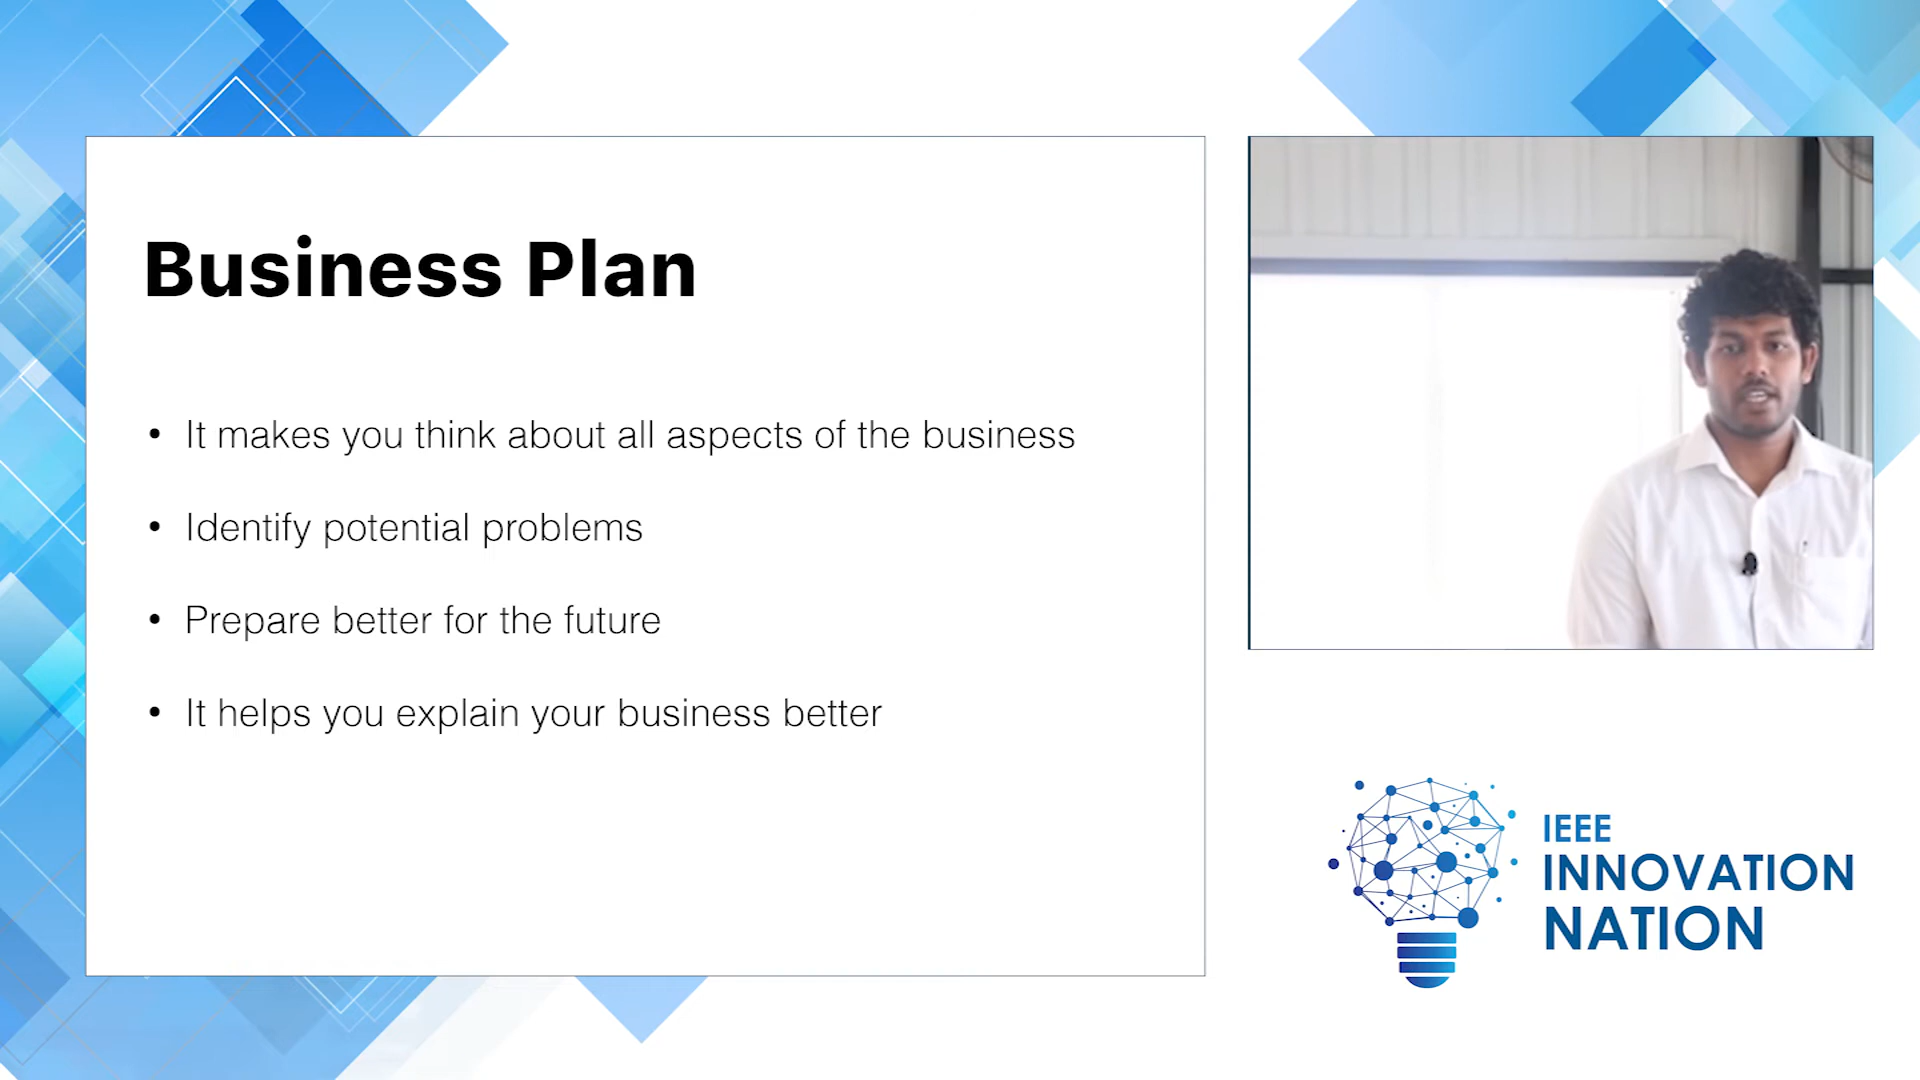 Business Plan
• It makes you think about all aspects of the business
• Identify potential problems
• Prepare better for the future
• It helps you explain your business better
IEEE
INNOVATION
NATION